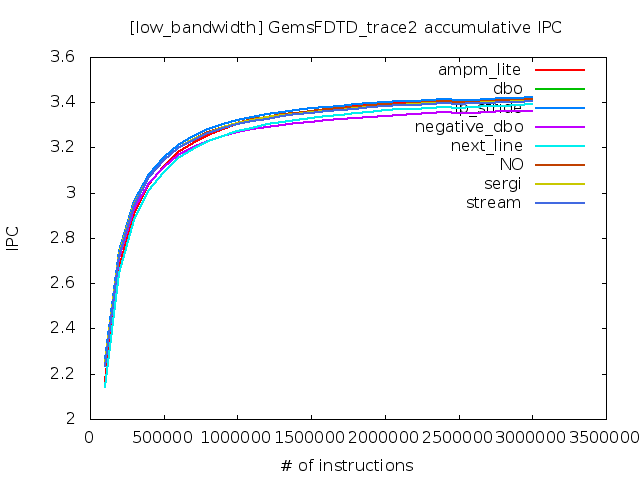 [low_bandwidth] GemsFDTD_trace2 accumulative IPC
3.6
3.4
3.2
3
2.8
2.6
2.4
2.2
2
IPC
ampm_lite
dbo
ip_stride
negative_dbo
next_line
NO
sergi
stream
0 500000 1000000 1500000 2000000 2500000 3000000 3500000
# of instructions